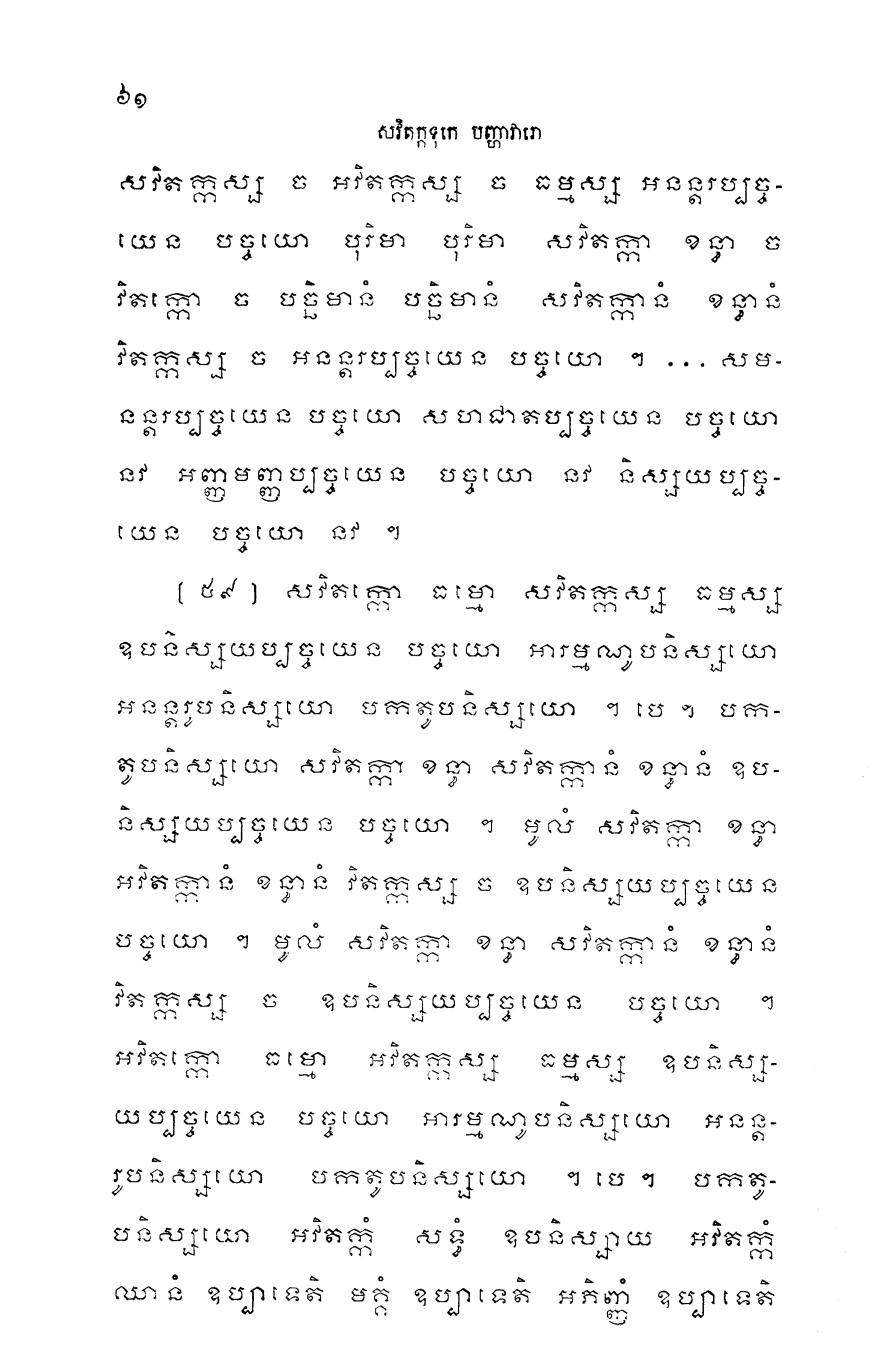 ៦១
សវិតក្កទុកេ បញ្ហាវារោ
សវិតក្កស្ស ច អវិតក្កស្ស ច ធម្មស្ស អនន្តរប្បច្ច-
យេន បច្ចយោ បុរិមា បុរិមា សវិតក្កា ខន្ធា ច
វិតក្កោ ច បច្ឆិមានំ បច្ឆិមានំ សវិតក្កានំ ខន្ធានំ
វិតក្កស្ស ច អនន្តរប្បច្ចយេន បច្ចយោ ។ ... សម-
នន្តរប្បច្ចយេន បច្ចយោ សហជាតប្បច្ចយេន បច្ចយោ
នវ អញ្ញមញ្ញប្បច្ចយេន បច្ចយោ នវ និស្សយប្បច្ច-
យេន បច្ចយោ នវ ។
[ ៥៩ ] សវិតក្កោ ធម្មោ សវិតក្កស្ស ធម្មស្ស
ឧបនិស្សយប្បច្ចយេន បច្ចយោ អារម្មណូបនិស្សយោ
អនន្តរូបនិស្សយោ បកតូបនិស្សយោ ។ បេ ។ បក-
តូបនិស្សយោ សវិតក្កា ខន្ធា សវិតក្កានំ ខន្ធានំ ឧប-
និស្សយប្បច្ចយេន បច្ចយោ ។ មូលំ សវិតក្កា ខន្ធា
អវិតក្កានំ ខន្ធានំ វិតក្កស្ស ច ឧបនិស្សយប្បច្ចយេន
បច្ចយោ ។ មូលំ សវិតក្កា ខន្ធា សវិតក្កានំ ខន្ធានំ
វិតក្កស្ស ច ឧបនិស្សយប្បច្ចយេន បច្ចយោ ។
អវិតក្កោ ធម្មោ អវិតក្កស្ស ធម្មស្ស ឧបនិស្ស-
យប្បច្ចយេន បច្ចយោ អារម្មណូបនិស្សយោ អនន្ត-
រូបនិស្សយោ បកតូបនិស្សយោ ។ បេ ។ បកតូ-
បនិស្សយោ អវិតក្កំ សទ្ធំ ឧបនិស្សាយ អវិតក្កំ
ឈានំ ឧប្បាទេតិ មគ្គំ ឧប្បាទេតិ អភិញ្ញំ ឧប្បាទេតិ